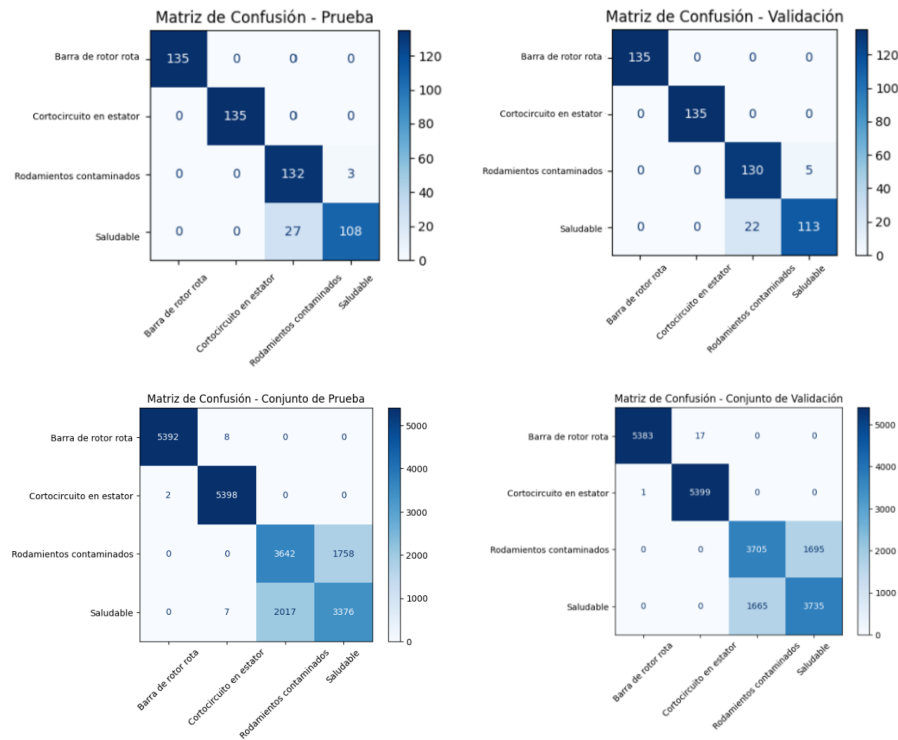 Matriz de Confusión - Prueba
Barra de rotor rota 135 0 0 0
Cortocircuito en estator 0 135 0 0
Rodamientos contaminados 0 0 132 3
Saludable 0 0 27 108
120
100
80
60
40
20
0
Barra de rotor rota
Cortocircuito en estator
Rodamientos contaminados
Saludable
Matriz de Confusión - Validación
Barra de rotor rota 135 0 0 0
Cortocircuito en estator 0 135 0 0
Rodamientos contaminados 0 0 130 5
Saludable 0 0 22 113
120
100
80
60
40
20
0
Barra de rotor rota
Cortocircuito en estator
Rodamientos contaminados
Saludable
Matriz de Confusión - Conjunto de Prueba
Barra de rotor rota 5392 8 0 0
Cortocircuito en estator 2 5398 0 0
Rodamientos contaminados 0 0 3642 1758
Saludable 0 7 2017 3376
5000
4000
3000
2000
1000
0
Barra de rotor rota
Cortocircuito en estator
Rodamientos contaminados
Saludable
Matriz de Confusión - Conjunto de Validación
Barra de rotor rota 5383 17 0 0
Cortocircuito en estator 1 5399 0 0
Rodamientos contaminados 0 0 3705 1695
Saludable 0 0 1665 3735
5000
4000
3000
2000
1000
0
Barra de rotor rota
Cortocircuito en estator
Rodamientos contaminados
Saludable